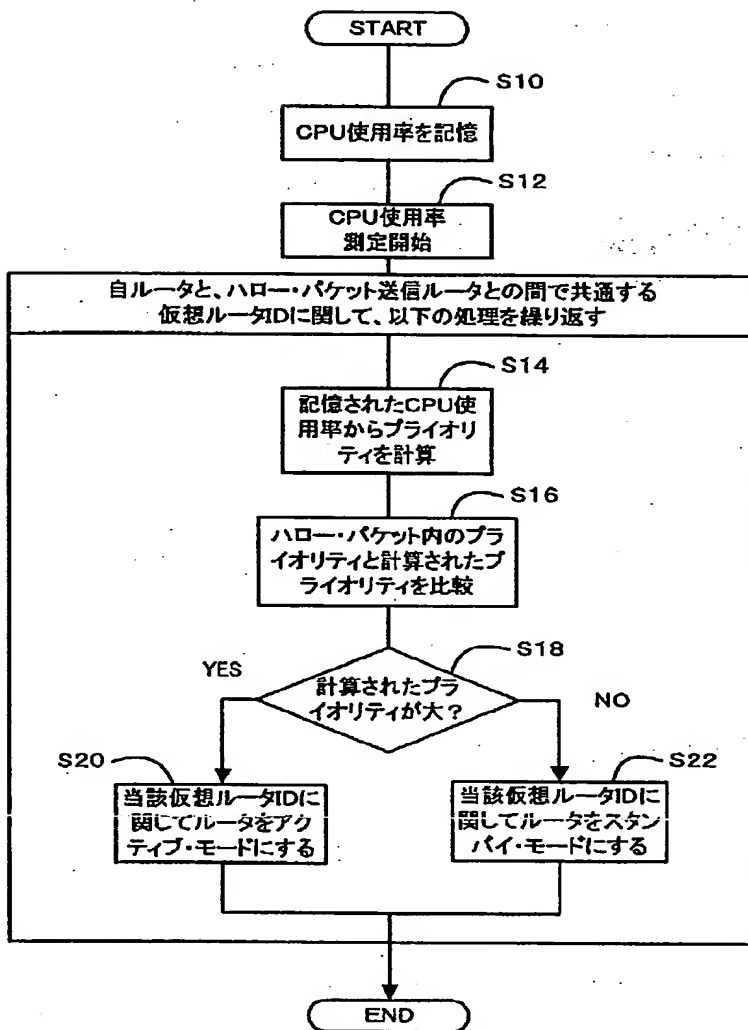 START
S10
CPU使用率を記憶
S12
CPU使用率
測定開始
自ルータと、ハロー・パケット送信ルータとの間で共通する
仮想ルータIDに関して、以下の処理を繰り返す
S14
記憶されたCPU使
用率からプライオリ
ティを計算
S16
ハロー・パケット内のプラ
イオリティと計算されたプ
ライオリティを比較
S18
YES
計算されたプラ
イオリティが大?
NO
S20
当該仮想ルータIDに
関してルータをアク
ティブ・モードにする
S22
当該仮想ルータIDに
関してルータをスタン
バイ・モードにする
END